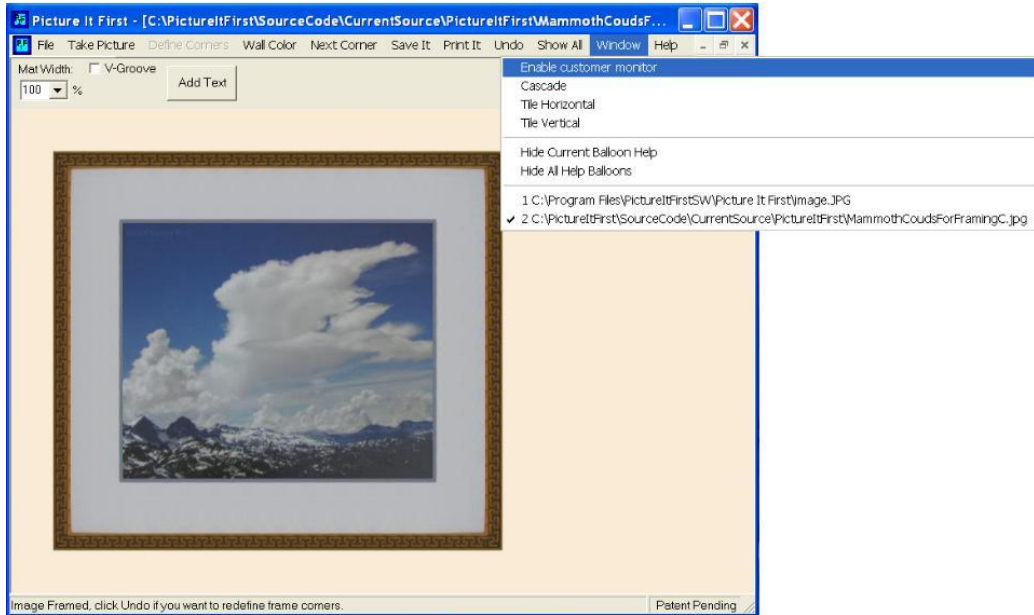 Picture It First - [C:\PictureItFirst\SourceCode\CurrentSource\PictureItFirst\MammothCoudsF...
File Take Picture Define Corners Wall Color Next Corner Save It Print It Undo Show All Window Help
Mat Width: V-Groove
100 %
Add Text
Enable customer monitor
Cascade
Tile Horizontal
Tile Vertical
Hide Current Balloon Help
Hide All Help Balloons
1 C:\Program Files\PictureItFirstSW\Picture It First\image.JPG
2 C:\PictureItFirst\SourceCode\CurrentSource\PictureItFirst\MammothCoudsForFramingC.jpg
Image Framed, click Undo if you want to redefine frame corners.
Patent Pending